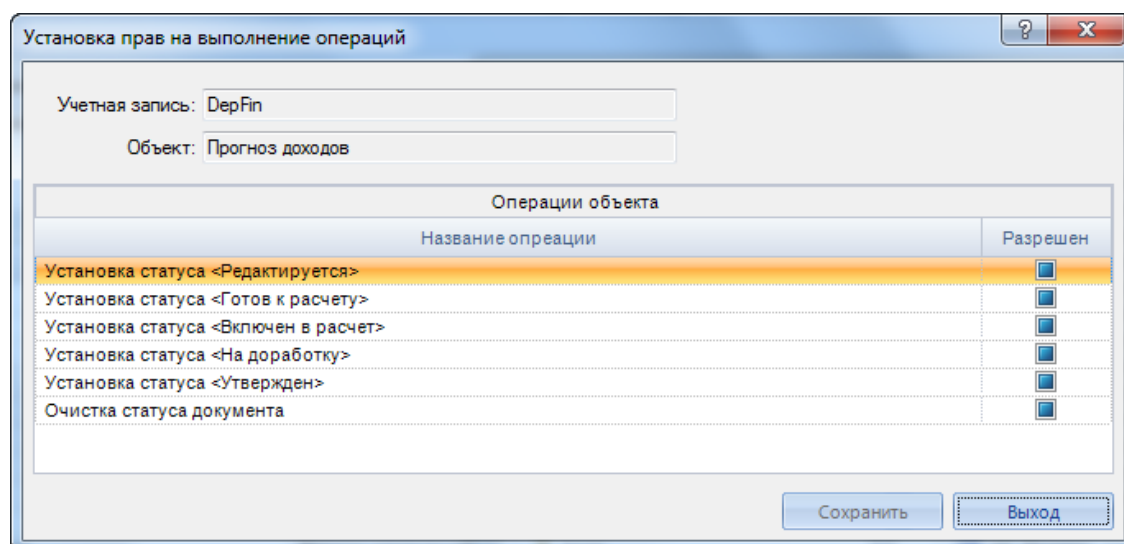 Установка прав на выполнение операций
Учетная запись: DepFin
Объект: Прогноз доходов
Операции объекта
Название опреации Разрешен
Установка статуса <Редактируется>
Установка статуса <Готов к расчету>
Установка статуса <Включен в расчет>
Установка статуса <На доработку>
Установка статуса <Утвержден>
Очистка статуса документа
Сохранить Выход